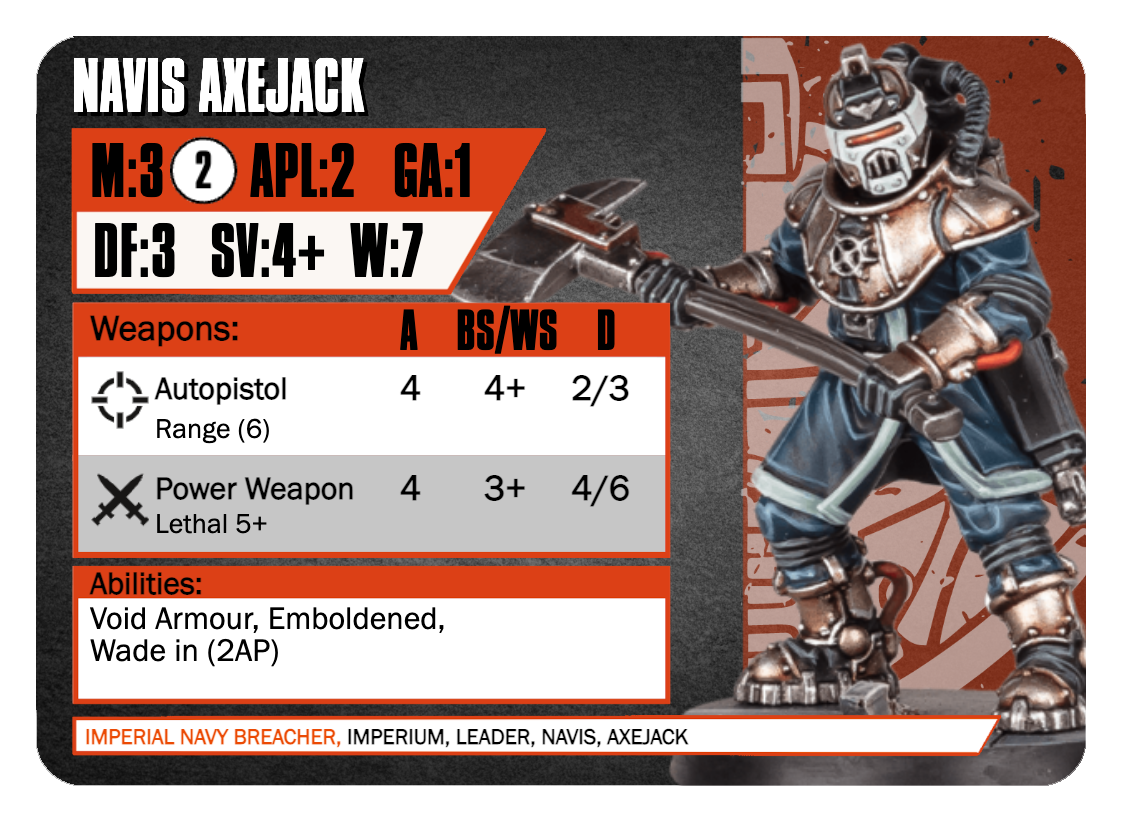 NAVIS AXEJACK
M:3 2 APL:2 GA:1
DF:3 SV:4+ W:7
Weapons: A BS/WS D
Autopistol 4 4+ 2/3
Range (6)
Power Weapon 4 3+ 4/6
Lethal 5+
Abilities:
Void Armour, Emboldened,
Wade in (2AP)
IMPERIAL NAVY BREACHER, IMPERIUM, LEADER, NAVIS, AXEJACK